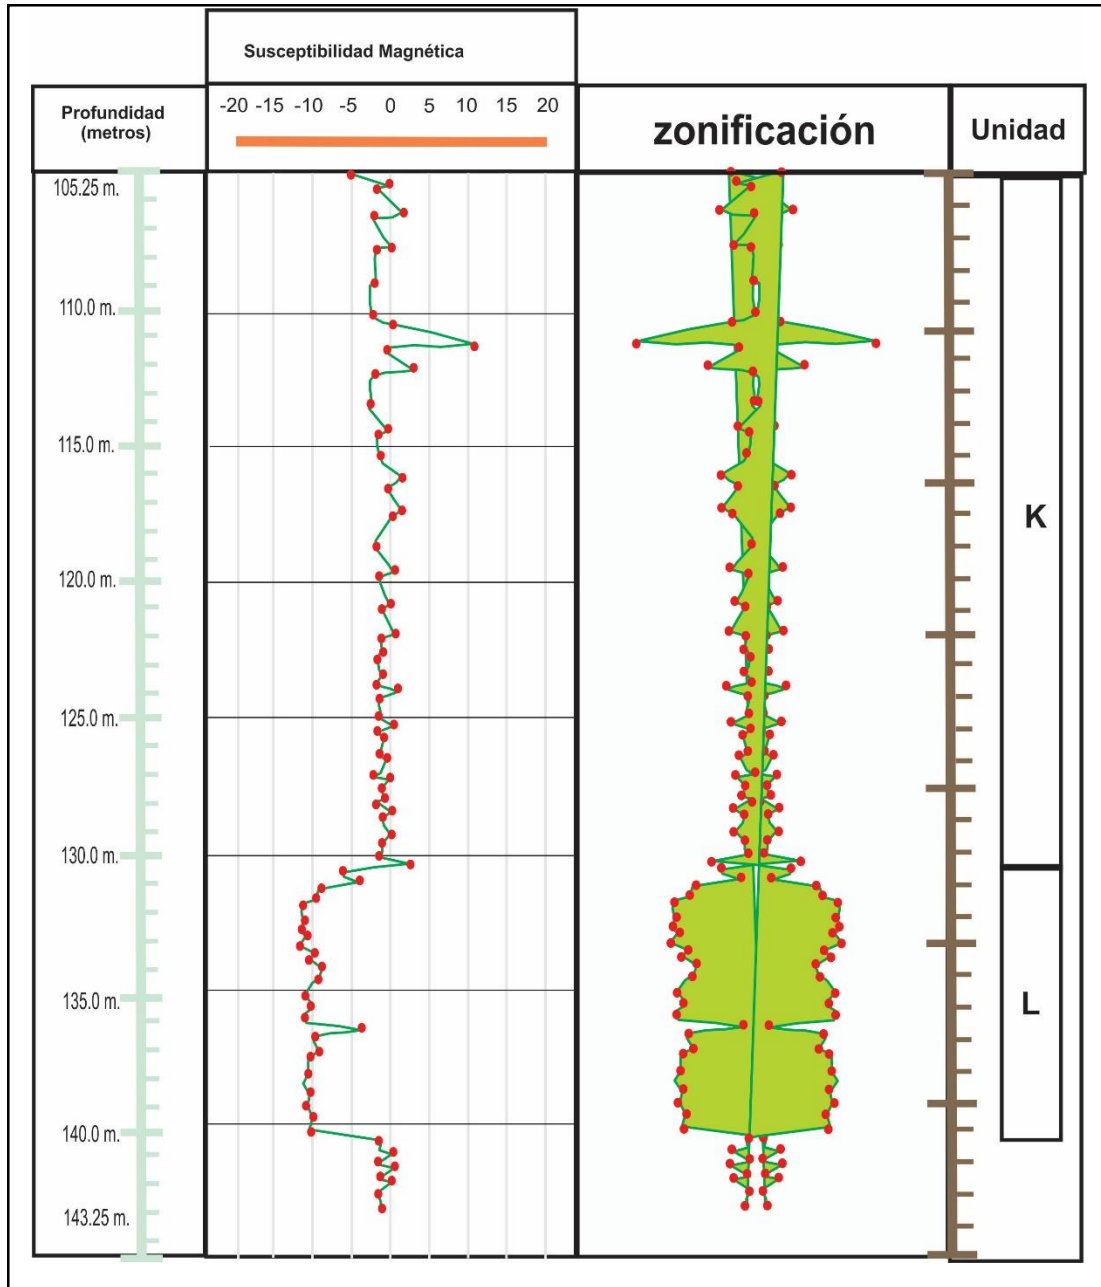 Susceptibilidad Magnética
Profundidad
(metros)
-20 -15 -10 -5 0 5 10 15 20
zonificación
Unidad
105.25 m.
110.0 m.
115.0 m.
K
120.0 m.
125.0 m.
130.0 m.
135.0 m.
L
140.0 m.
143.25 m.